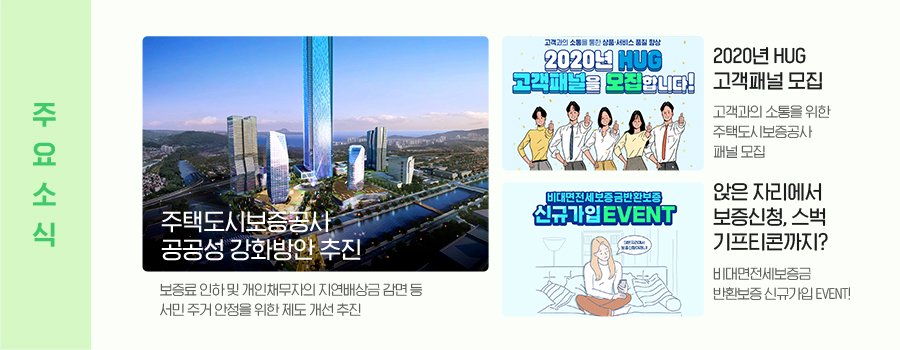 주
요
소
식
주택도시보증공사
공공성 강화방안 추진
보증료 인하 및 개인채무자의 지연배상금 감면 등
서민 주거 안정을 위한 제도 개선 추진
고객과의 소통을 통한 상품·서비스 품질 향상
2020년 HUG
고객패널을 모집합니다!
2020년 HUG
고객패널 모집
고객과의 소통을 위한
주택도시보증공사
패널 모집
비대면전세보증금반환보증
신규가입 EVENT
앉은 자리에서
보증신청, 스벅
기프티콘까지?
비대면전세보증금
반환보증 신규가입 EVENT!